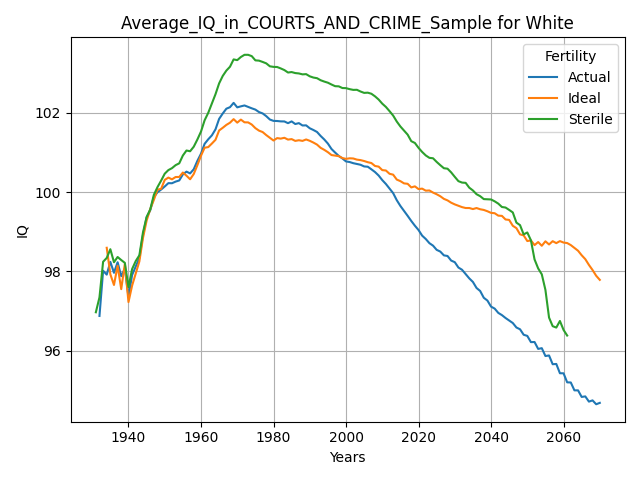 Average_IQ_in_COURTS_AND_CRIME_Sample for White
Fertility
Actual
Ideal
Sterile
102
100
98
96
IQ
1940
1960
1980
2000
2020
2040
2060
Years